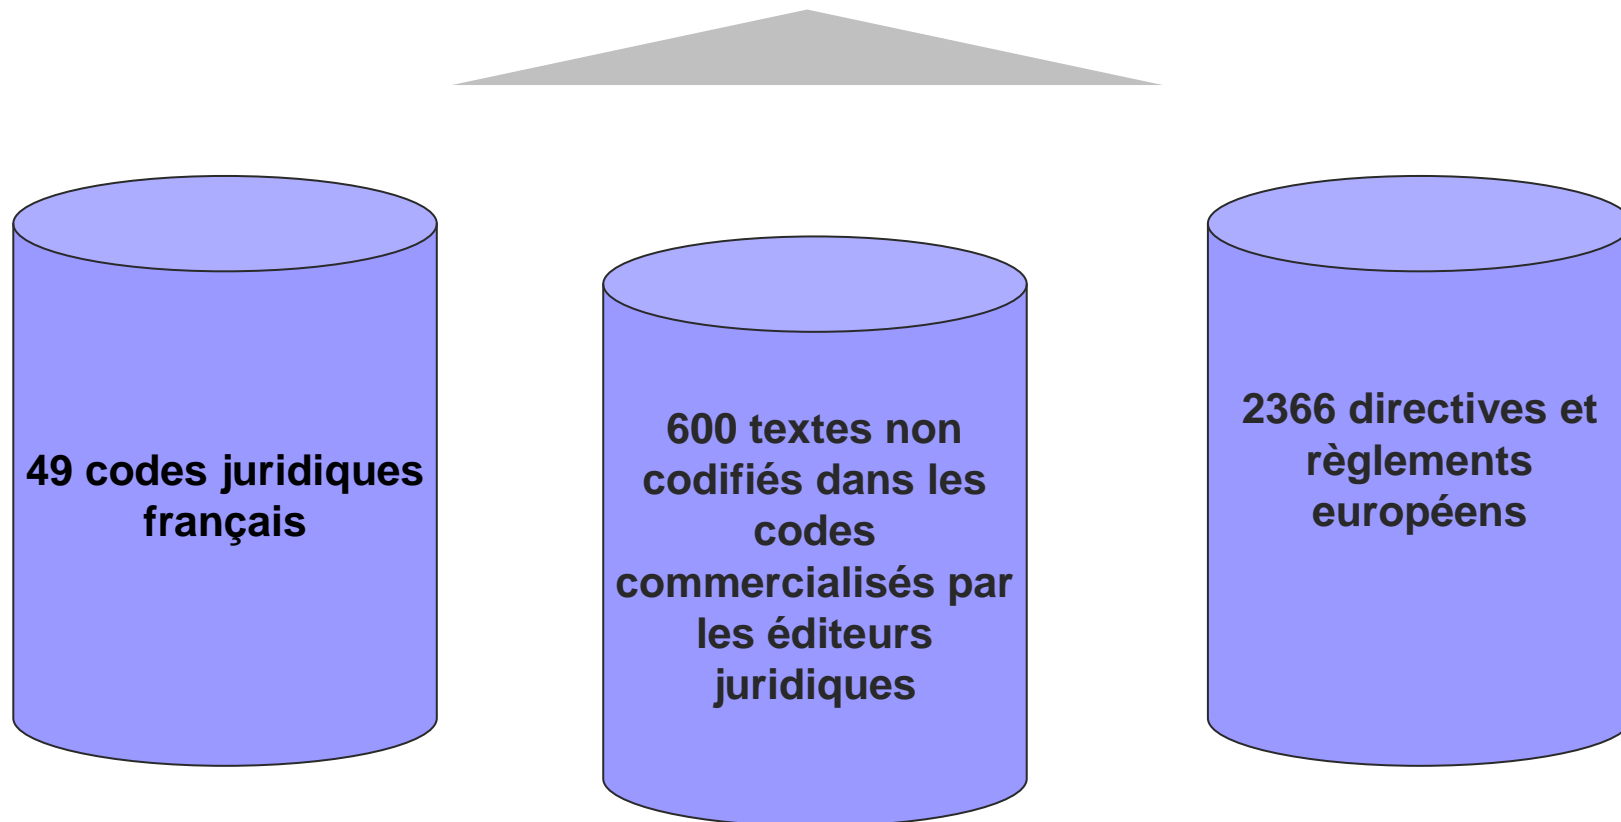 49 codes juridiques
français
600 textes non
codifiés dans les
codes
commercialisés par
les éditeurs
juridiques
2366 directives et
règlements
européens